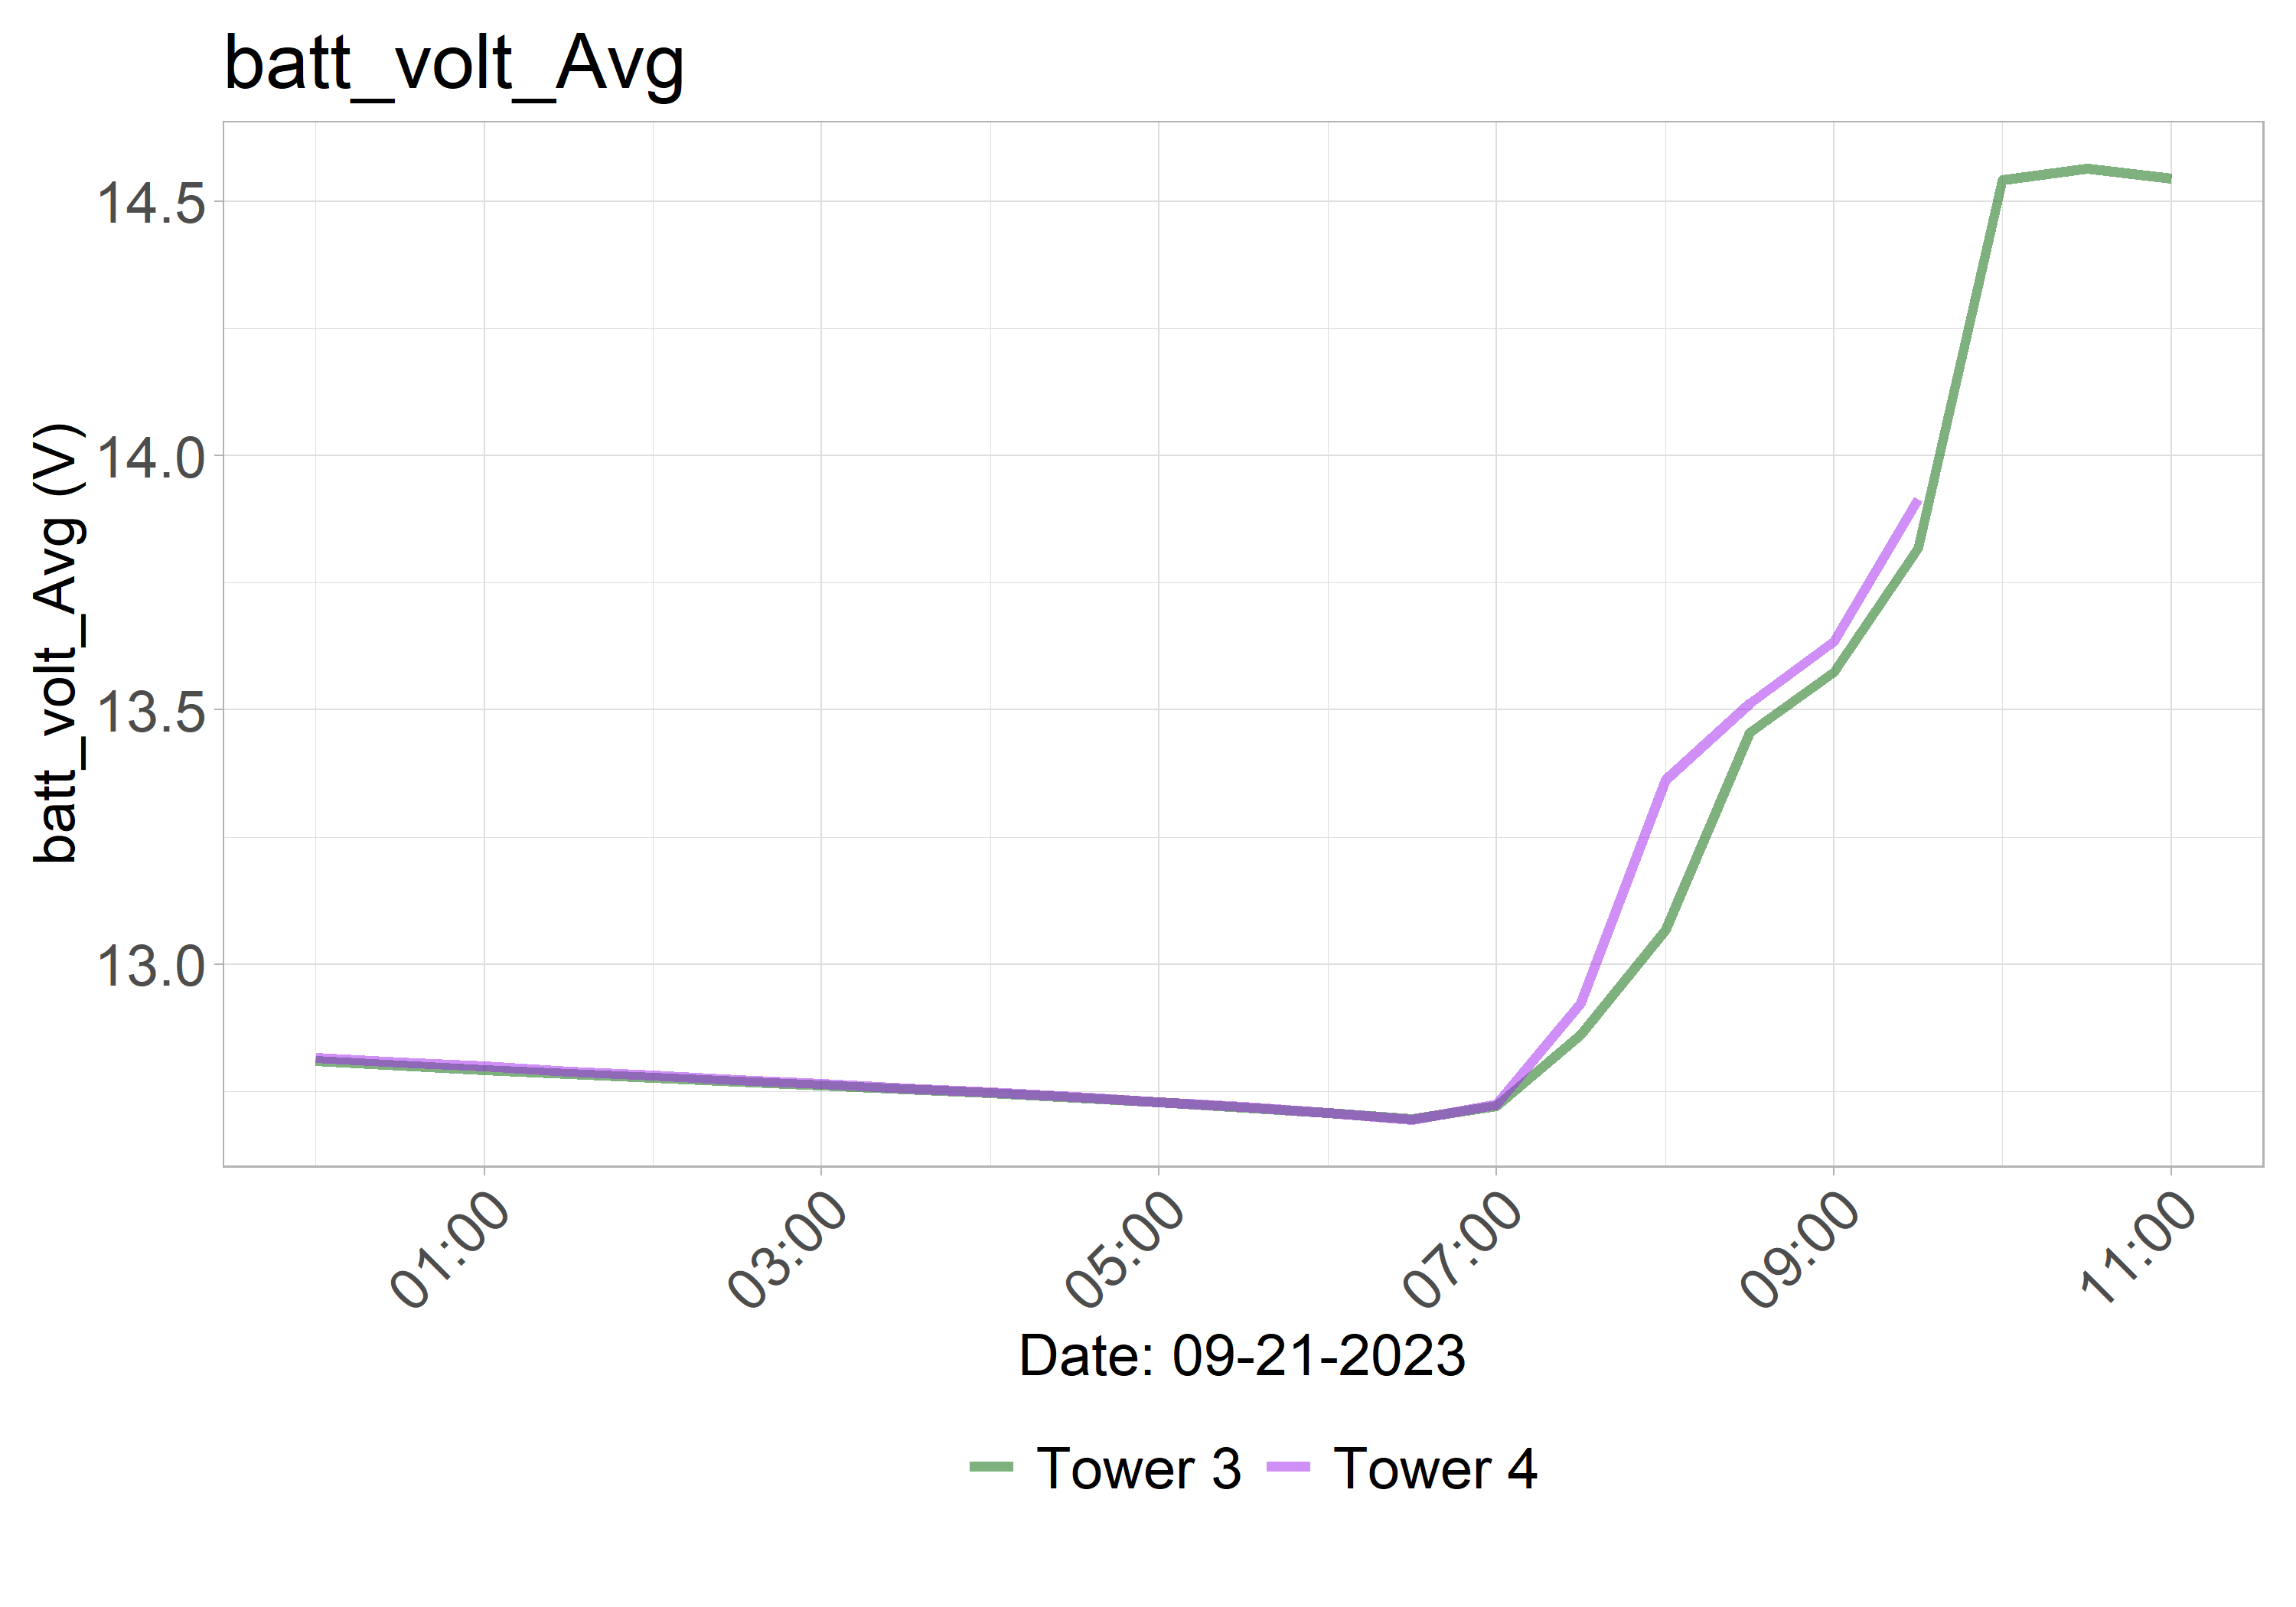 batt_volt_Avg
batt_volt_Avg (V)
14.5
14.0
13.5
13.0
01:00
03:00
05:00
07:00
09:00
11:00
Date: 09-21-2023
Tower 3
Tower 4